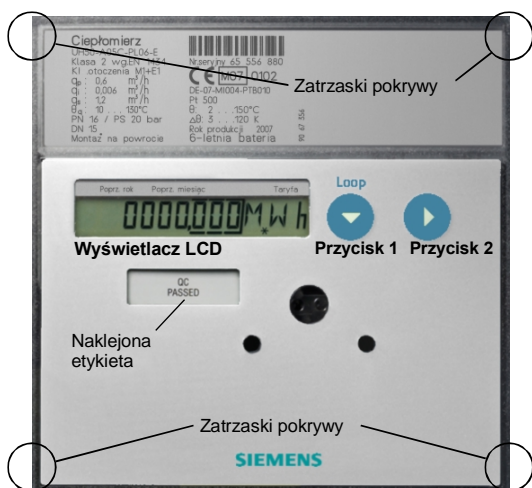 Ciepłomierz
UH50-A05C-PL06-E
Klasa 2 wg.EN 1434
Kl .otoczenia M1+E1
qp : 0,6 m³/h
qi : 0,006 m³/h
qs : 1,2 m³/h
θq : 10 . . . 130°C
PN 16 / PS 20 bar
DN 15
Montaż na powrocie
Nr.seryjny 65 556 880
CE M07 0102
DE-07-MI004-PTB010
Pt 500
θ: 2 . . .150°C
Δθ: 3 . . .120 K
Rok produkcji 2007
6-letnia bateria
Zatrzaski pokrywy
Poprz. rok Poprz. miesiąc Taryfa
0000,000 MWh
Loop
Wyświetlacz LCD
Przycisk 1 Przycisk 2
QC
PASSED
Naklejona
etykieta
Zatrzaski pokrywy
SIEMENS